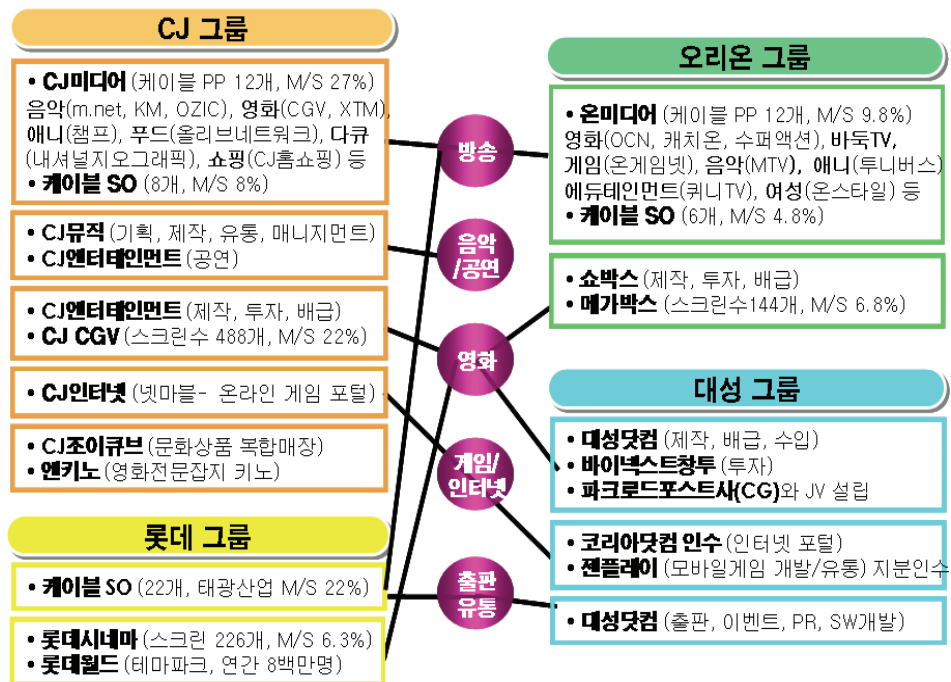 CJ 그룹
• CJ미디어 (케이블 PP 12개, M/S 27%)
음악(m.net, KM, OZIC), 영화(CGV, XTM),
애니(챔프), 푸드(올리브네트워크), 다큐
(내셔널지오그래픽), 쇼핑(CJ홈쇼핑) 등
• 케이블 SO (8개, M/S 8%)
• CJ뮤직 (기획, 제작, 유통, 매니지먼트)
• CJ엔터테인먼트 (공연)
• CJ엔터테인먼트 (제작, 투자, 배급)
• CJ CGV (스크린수 488개, M/S 22%)
• CJ인터넷 (넷마블- 온라인 게임 포털)
• CJ조이큐브 (문화상품 복합매장)
• 엔키노 (영화전문잡지 키노)
롯데 그룹
• 케이블 SO (22개, 태광산업 M/S 22%)
• 롯데시네마 (스크린 226개, M/S 6.3%)
• 롯데월드 (테마파크, 연간 8백만명)
방송
음악
/공연
영화
게임/
인터넷
출판
유통
오리온 그룹
• 온미디어 (케이블 PP 12개, M/S 9.8%)
영화(OCN, 캐치온, 수퍼액션), 바둑TV,
게임(온게임넷), 음악(MTV), 애니(투니버스)
에듀테인먼트(퀴니TV), 여성(온스타일) 등
• 케이블 SO (6개, M/S 4.8%)
• 쇼박스 (제작, 투자, 배급)
• 메가박스 (스크린수144개, M/S 6.8%)
대성 그룹
• 대성닷컴 (제작, 배급, 수입)
• 바이넥스트창투 (투자)
• 파크로드포스트사(CG)와 JV 설립
• 코리아닷컴 인수 (인터넷 포털)
• 젠플레이 (모바일게임 개발/유통) 지분인수
• 대성닷컴 (출판, 이벤트, PR, SW개발)